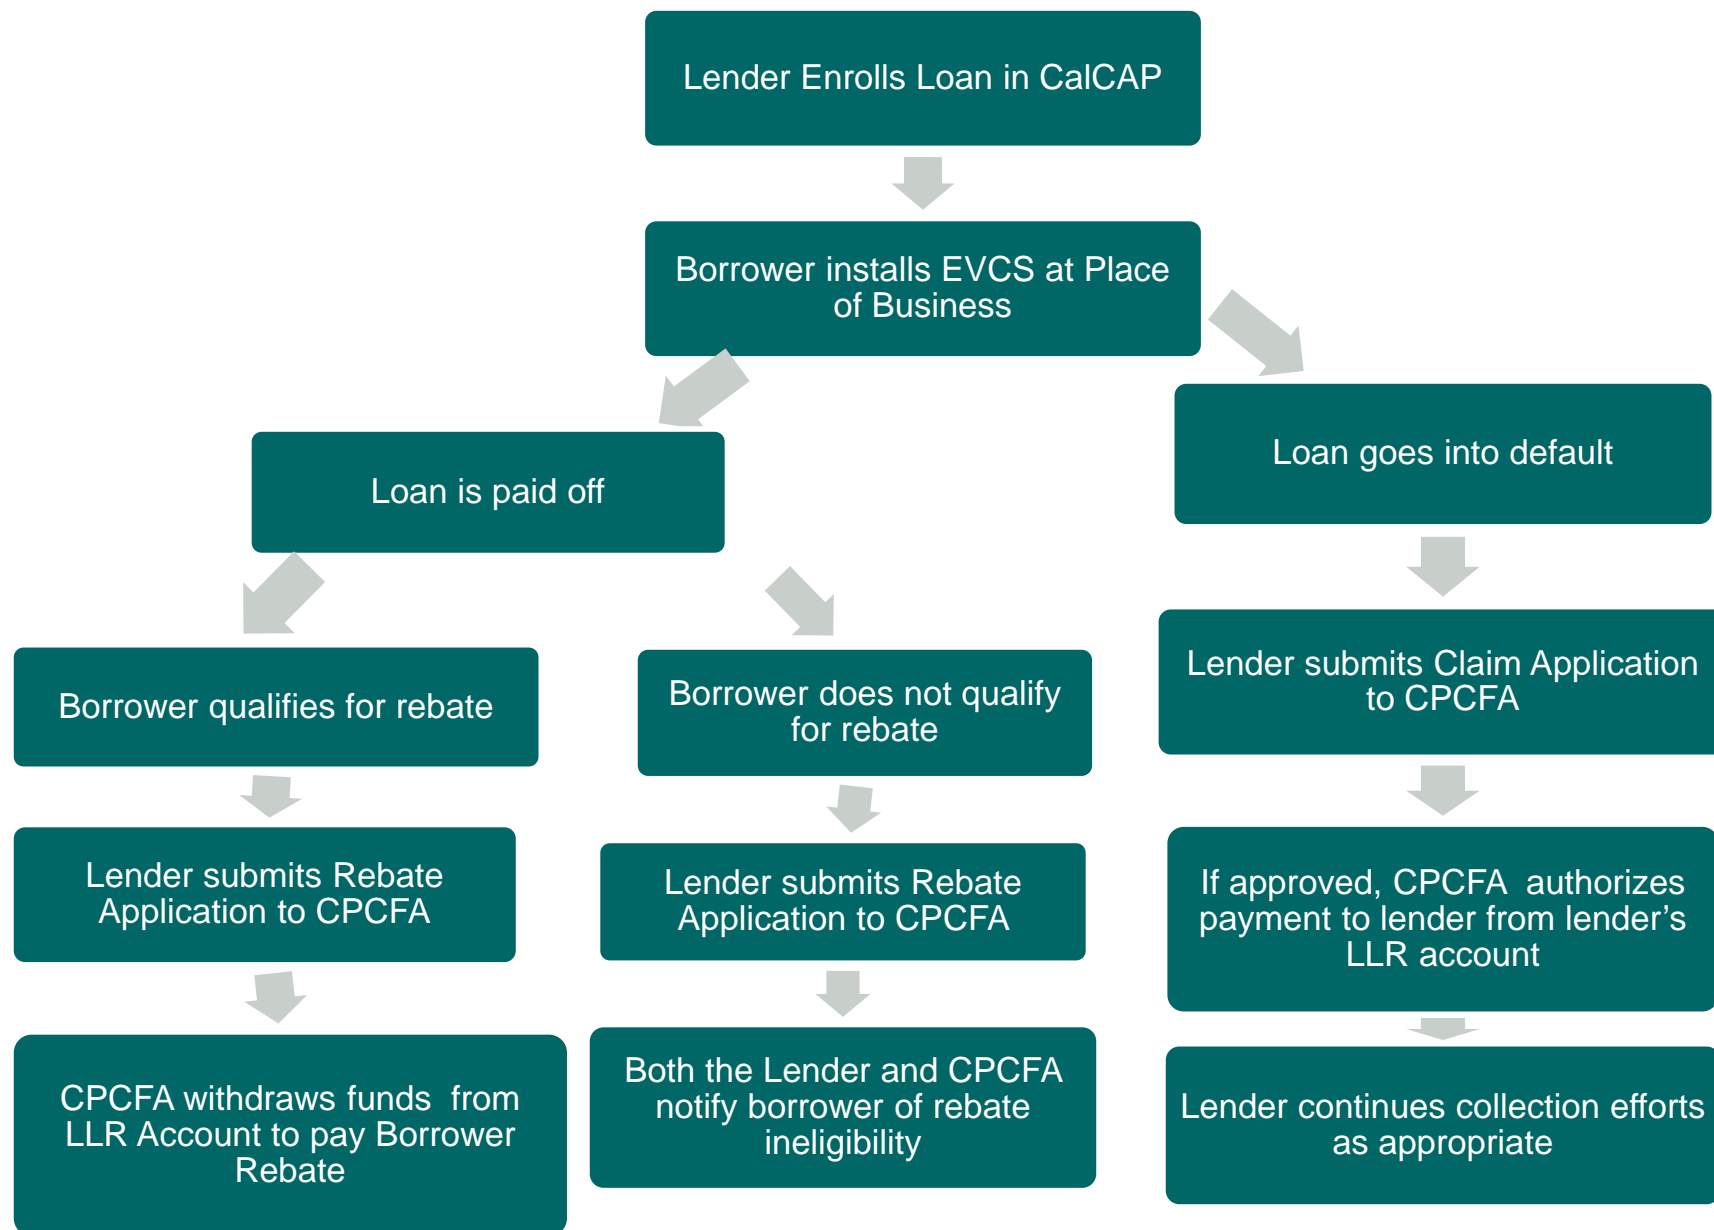 Lender Enrolls Loan in CalCAP
Borrower installs EVCS at Place
of Business
Loan is paid off
Loan goes into default
Borrower qualifies for rebate
Borrower does not qualify
for rebate
Lender submits Claim Application
to CPCFA
Lender submits Rebate
Application to CPCFA
Lender submits Rebate
Application to CPCFA
If approved, CPCFA  authorizes
payment to lender from lender’s
LLR account
CPCFA withdraws funds  from
LLR Account to pay Borrower
Rebate
Both the Lender and CPCFA
notify borrower of rebate
ineligibility
Lender continues collection efforts
as appropriate